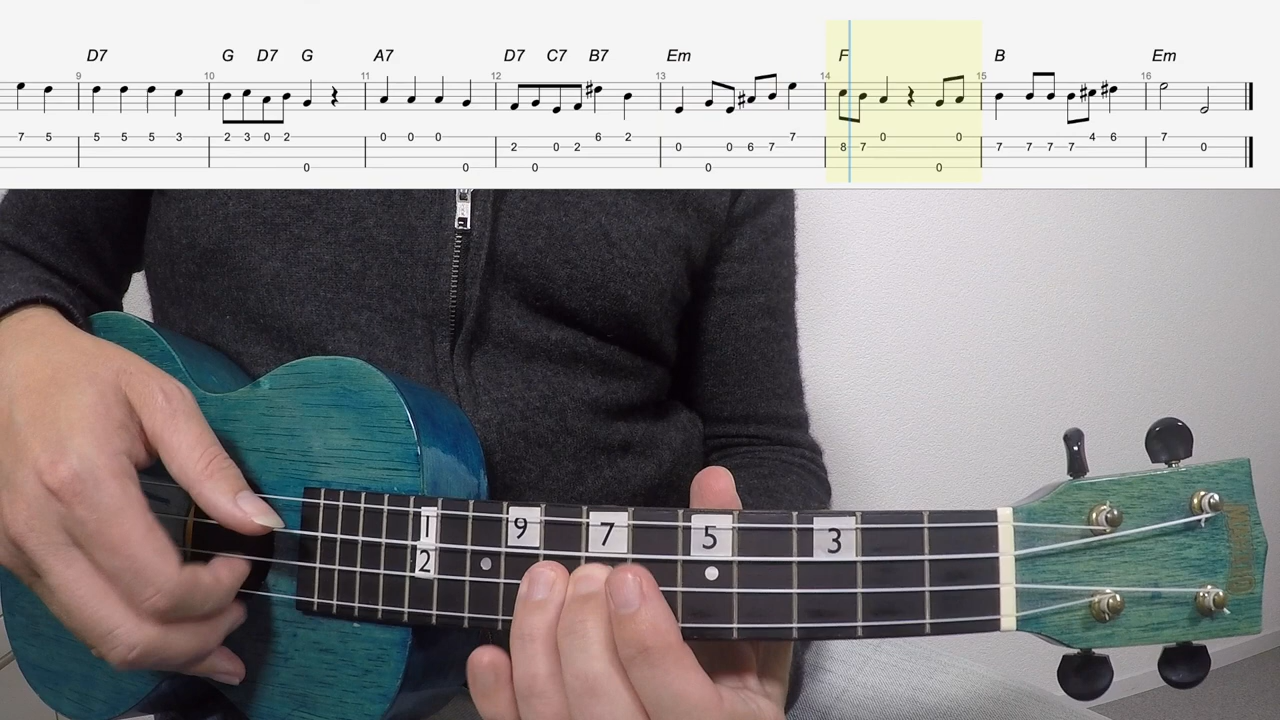 D7 G D7 G A7 D7 C7 B7 Em F B Em
9 10 11 12 13 14 15 16
7 5 5 5 5 3 2 3 0 2 0 0 0 6 2 7 0 0 4 6 7
2 0 2 0 0 6 7 8 7 7 7 7 7 0
0 0 0 0 0
1 9 7 5 3
2